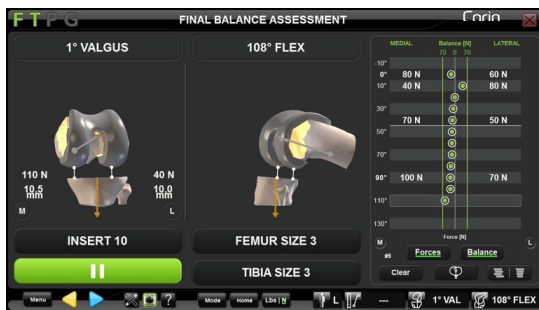 F T P G
FINAL BALANCE ASSESSMENT
Corin
1° VALGUS
108° FLEX
110 N
10.5
mm
40 N
10.0
mm
M
L
INSERT 10
FEMUR SIZE 3
TIBIA SIZE 3
MEDIAL
Balance [N]
LATERAL
70 0 70
-10°
0° 80 N 60 N
10° 40 N 80 N
30°
70 N 50 N
50°
70°
90° 100 N 70 N
110°
130°
Force [N]
M
L
#5
Forces
Balance
Clear
Menu
?
Mode
Home
Lbs | N
L
---
1° VAL
108° FLEX